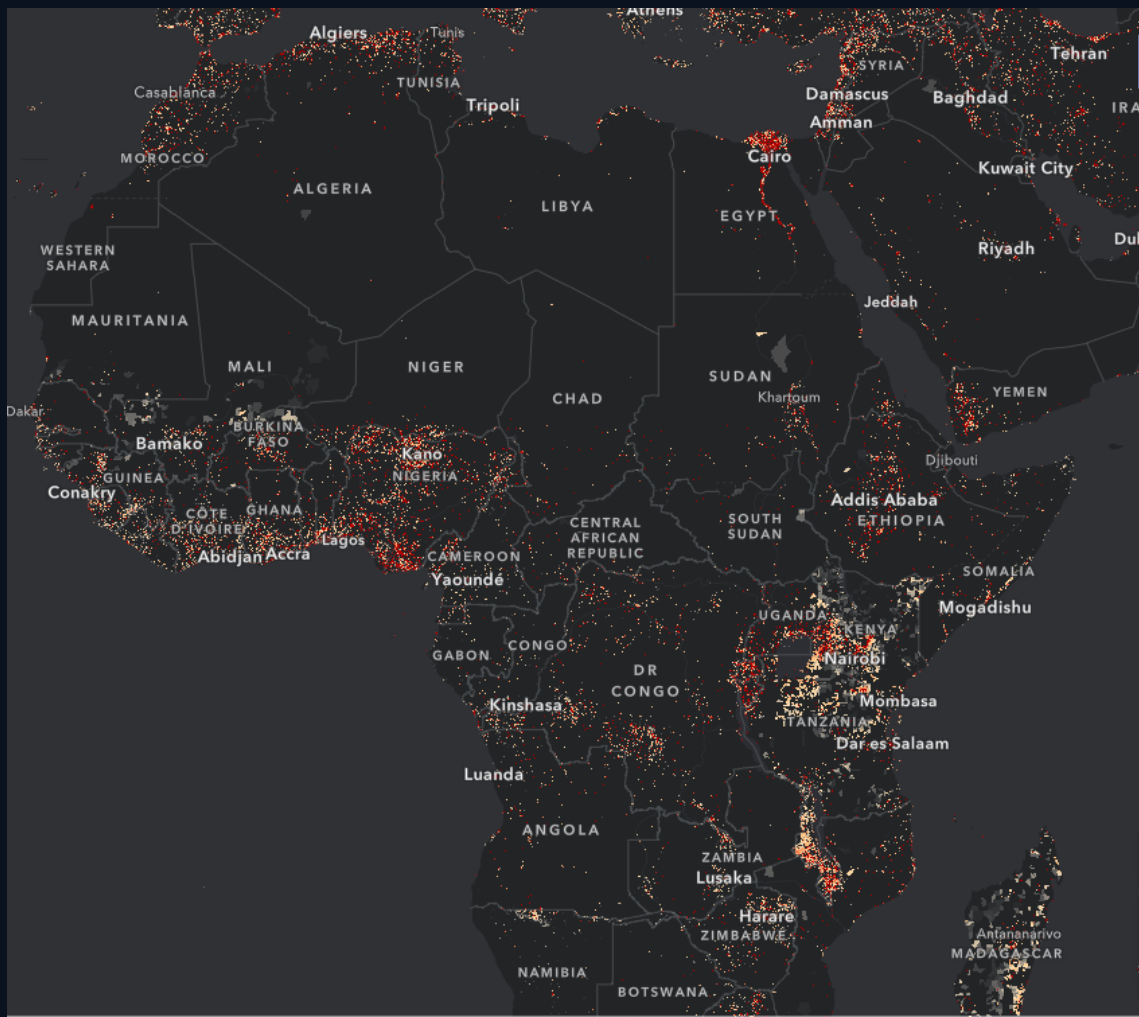 Athens
Algiers
Tunis
Tehran
SYRIA
TUNISIA
Casablanca
Damascus
Baghdad
Tripoli
IRA
Amman
MOROCCO
Cairo
Kuwait City
ALGERIA
LIBYA
EGYPT
Du
WESTERN
SAHARA
Riyadh
Jeddah
MAURITANIA
MALI
NIGER
SUDAN
YEMEN
CHAD
Khartoum
Dakar
BURKINA
FASO
Bamako
Kano
Djibouti
GUINEA
NIGERIA
Conakry
Addis Ababa
CÔTE
D'IVOIRE
GHANA
SOUTH
SUDAN
ETHIOPIA
CENTRAL
AFRICAN
REPUBLIC
Lagos
Abidjan
Accra
CAMEROON
Yaoundé
SOMALIA
Mogadishu
UGANDA
KENYA
CONGO
GABON
Nairobi
DR
CONGO
Kinshasa
Mombasa
TANZANIA
Dar es Salaam
Luanda
ANGOLA
ZAMBIA
Lusaka
Harare
ZIMBABWE
Antananarivo
MADAGASCAR
NAMIBIA
BOTSWANA